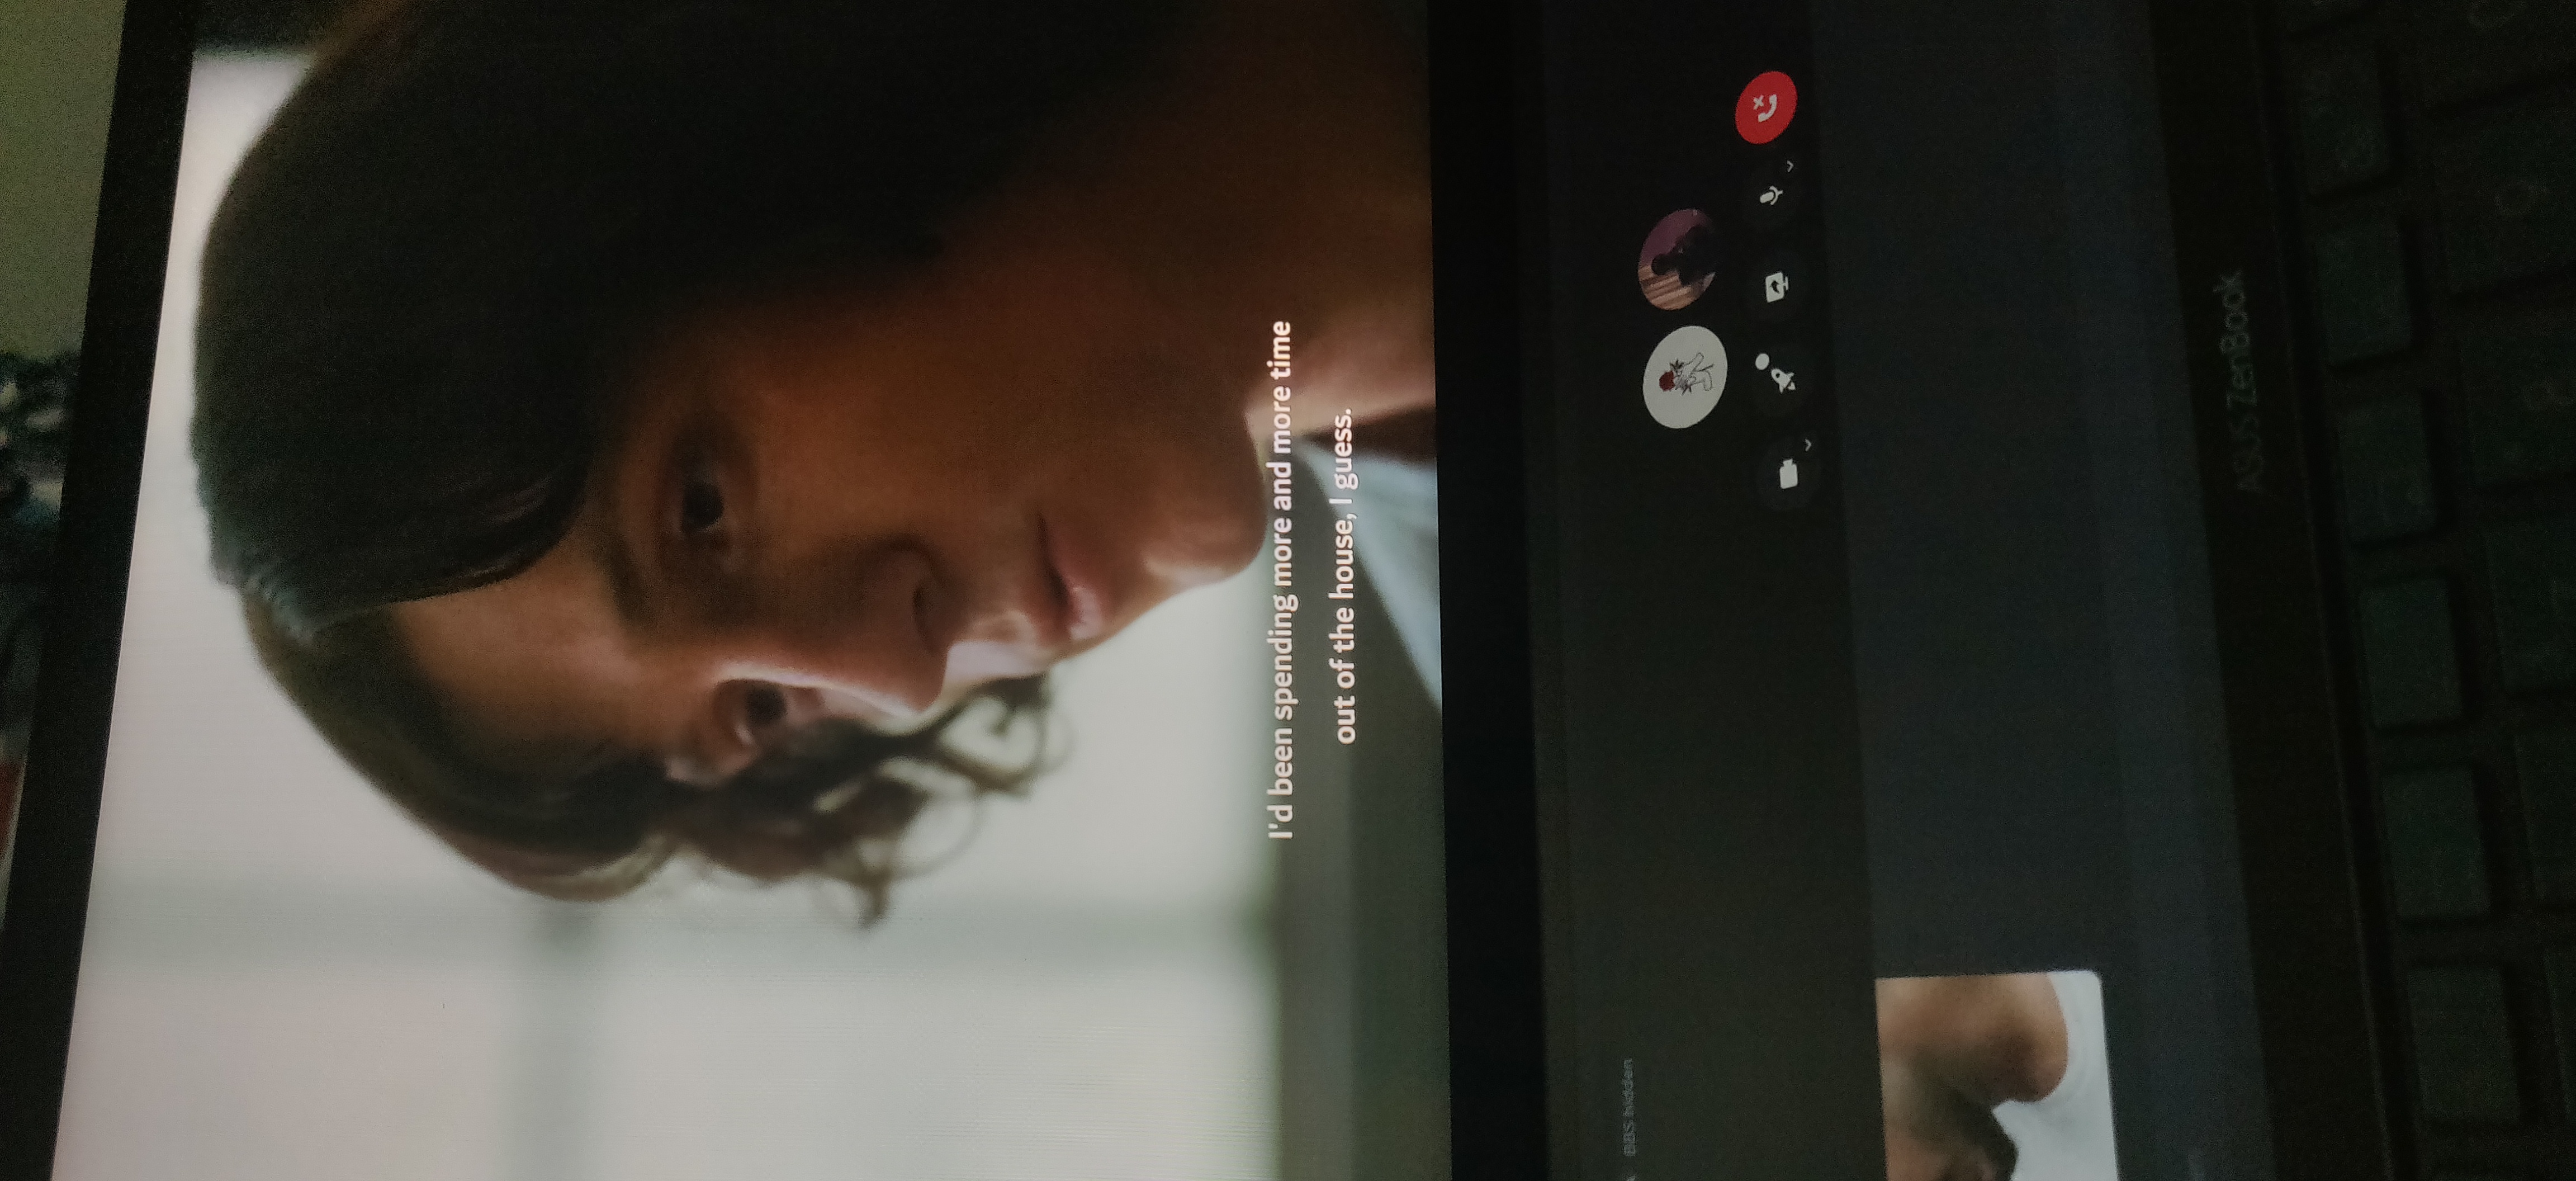 I'd been spending more and more time
out of the house, I guess.
BBS hidden
ASUS ZenBook